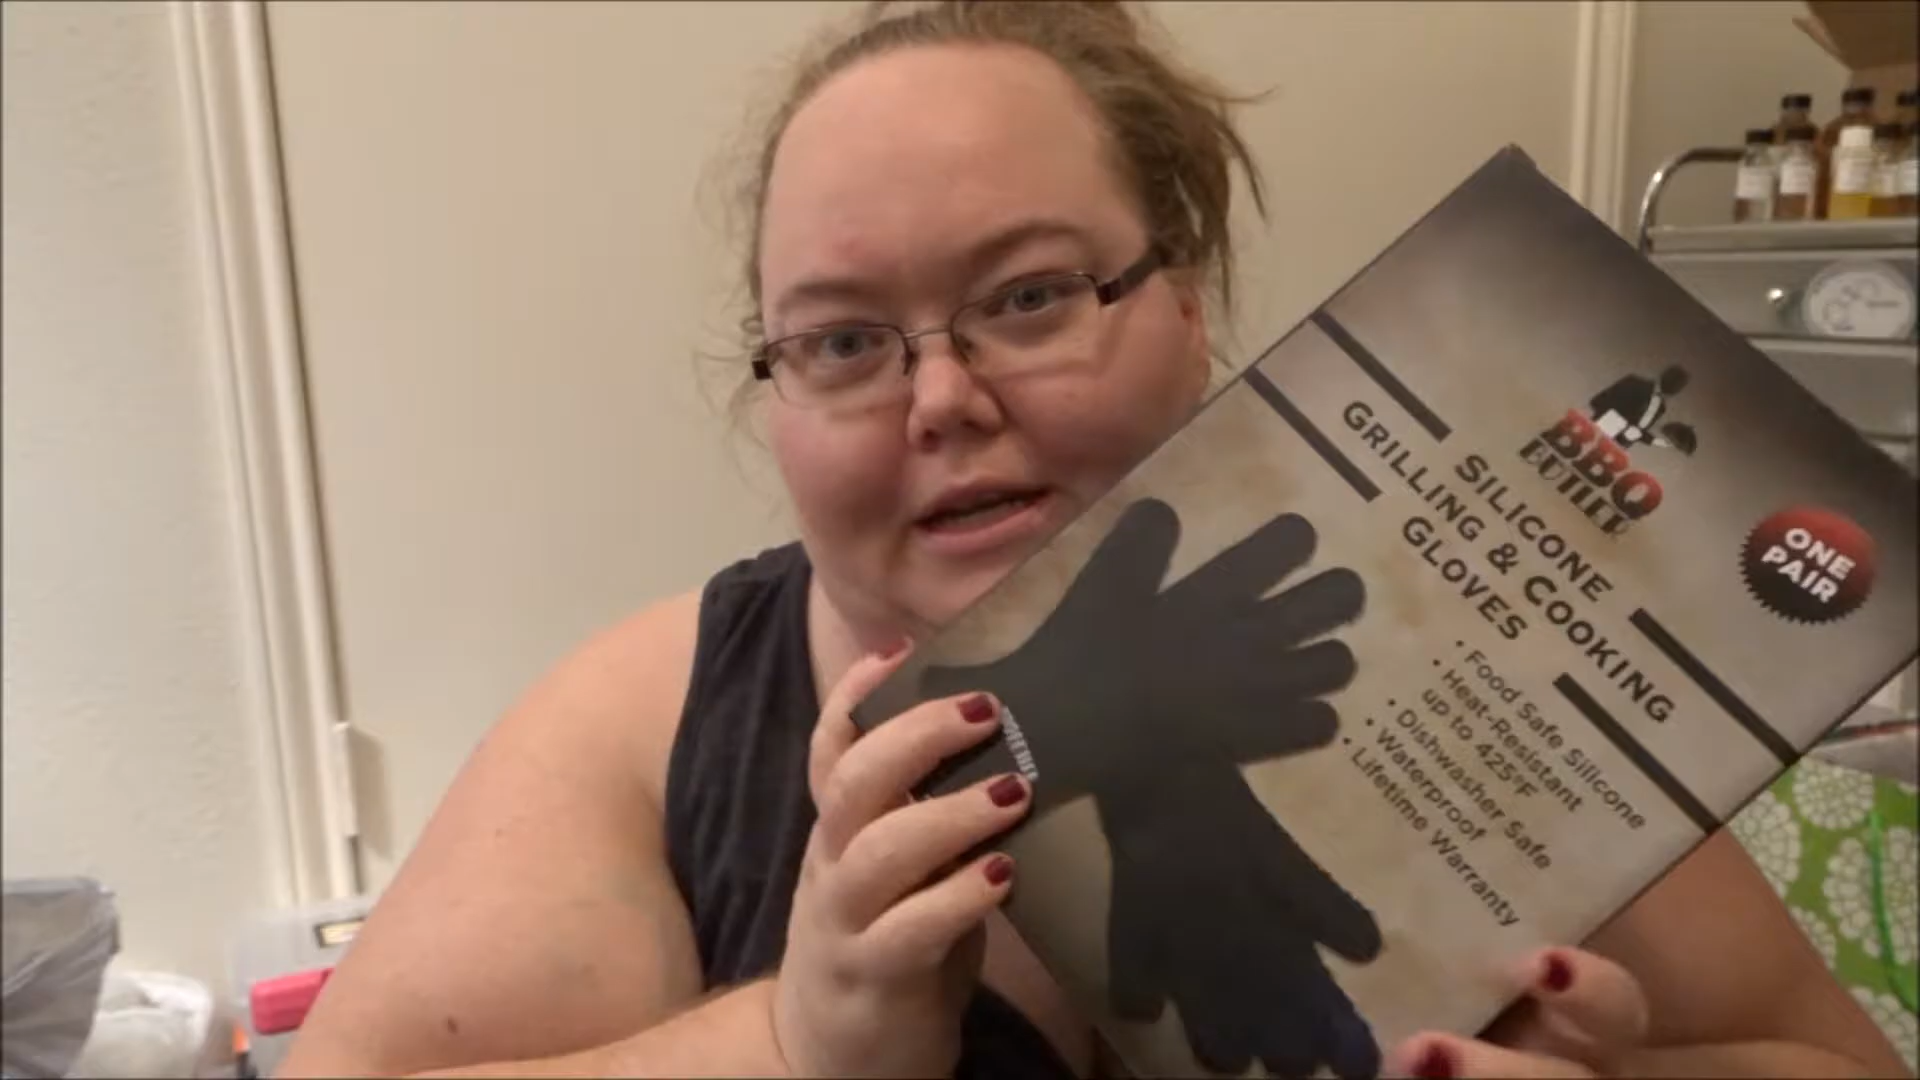 BBQ
BUTLER
SILICONE
GRILLING & COOKING
GLOVES
ONE
PAIR
• Food Safe Silicone
• Heat-Resistant
up to 425°F
• Dishwasher Safe
• Waterproof
• Lifetime Warranty